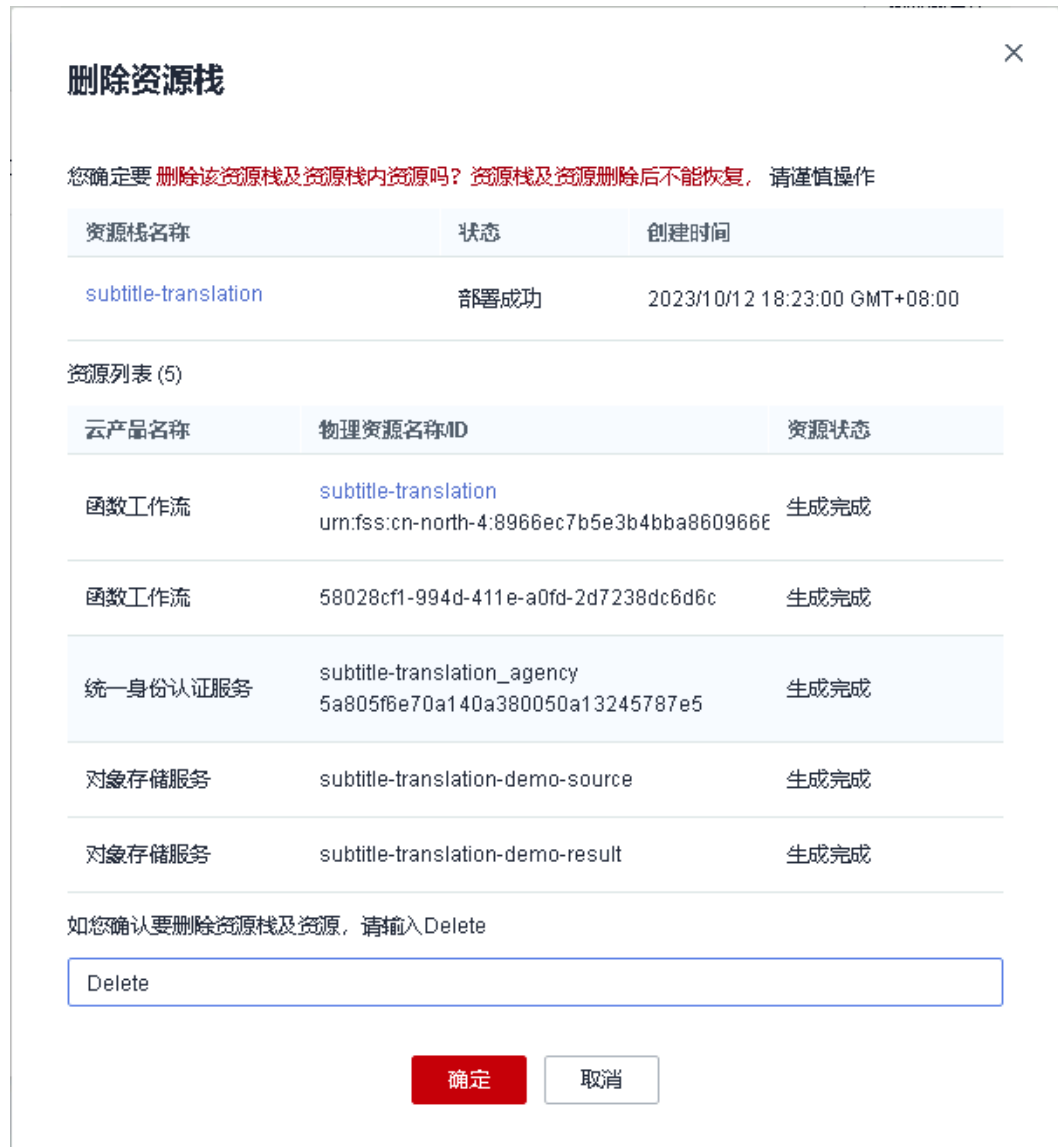 删除资源栈
您确定要 删除该资源栈及资源栈内资源吗？资源栈及资源删除后不能恢复， 请谨慎操作
资源栈名称 状态 创建时间
subtitle-translation 部署成功 2023/10/12 18:23:00 GMT+08:00
资源列表 (5)
云产品名称 物理资源名称/ID 资源状态
函数工作流 subtitle-translation 生成完成
urn:fss:cn-north-4:8966ec7b5e3b4bba8609666
函数工作流 58028cf1-994d-411e-a0fd-2d7238dc6d6c 生成完成
统一身份认证服务 subtitle-translation_agency 生成完成
5a805f6e70a140a380050a13245787e5
对象存储服务 subtitle-translation-demo-source 生成完成
对象存储服务 subtitle-translation-demo-result 生成完成
如您确认要删除资源栈及资源，请输入Delete
Delete
确定 取消